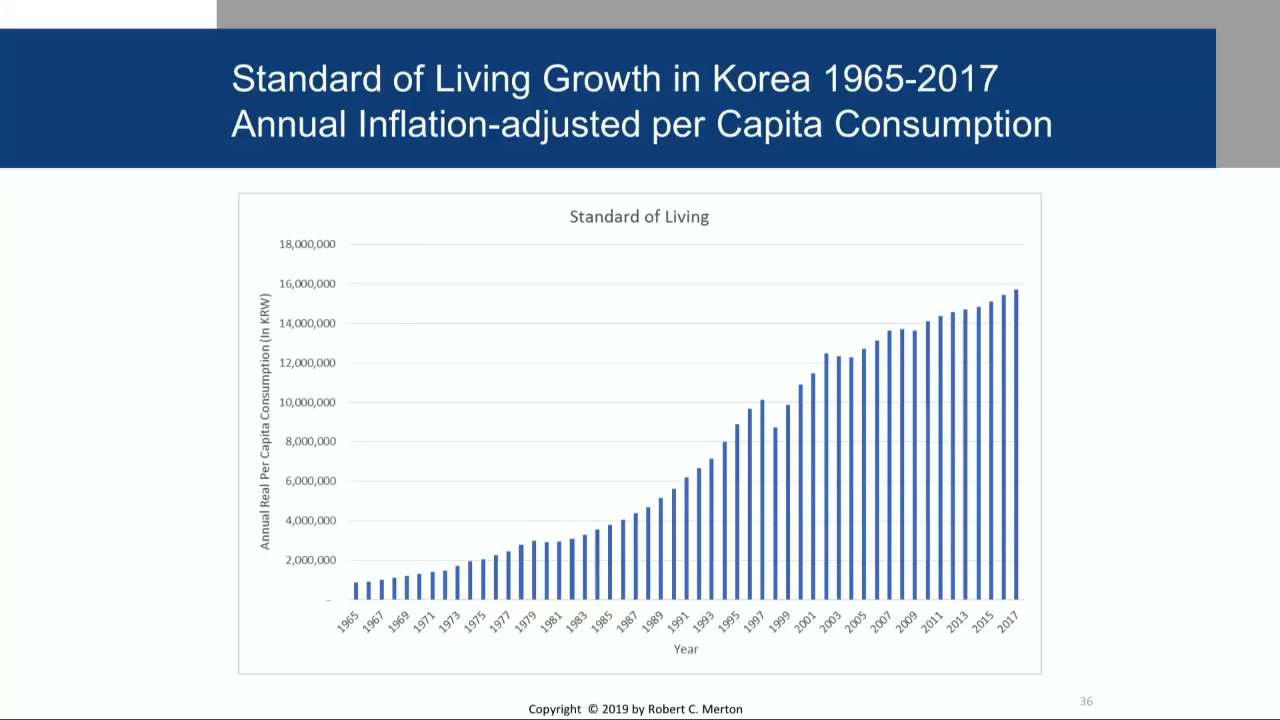 Standard of Living Growth in Korea 1965-2017
Annual Inflation-adjusted per Capita Consumption
Standard of Living
Annual Real Per Capita Consumption (In KRW)
18,000,000
16,000,000
14,000,000
12,000,000
10,000,000
8,000,000
6,000,000
4,000,000
2,000,000
-
1965 1967 1969 1971 1973 1975 1977 1979 1981 1983 1985 1987 1989 1991 1993 1995 1997 1999 2001 2003 2005 2007 2009 2011 2013 2015 2017
Year
Copyright © 2019 by Robert C. Merton
36